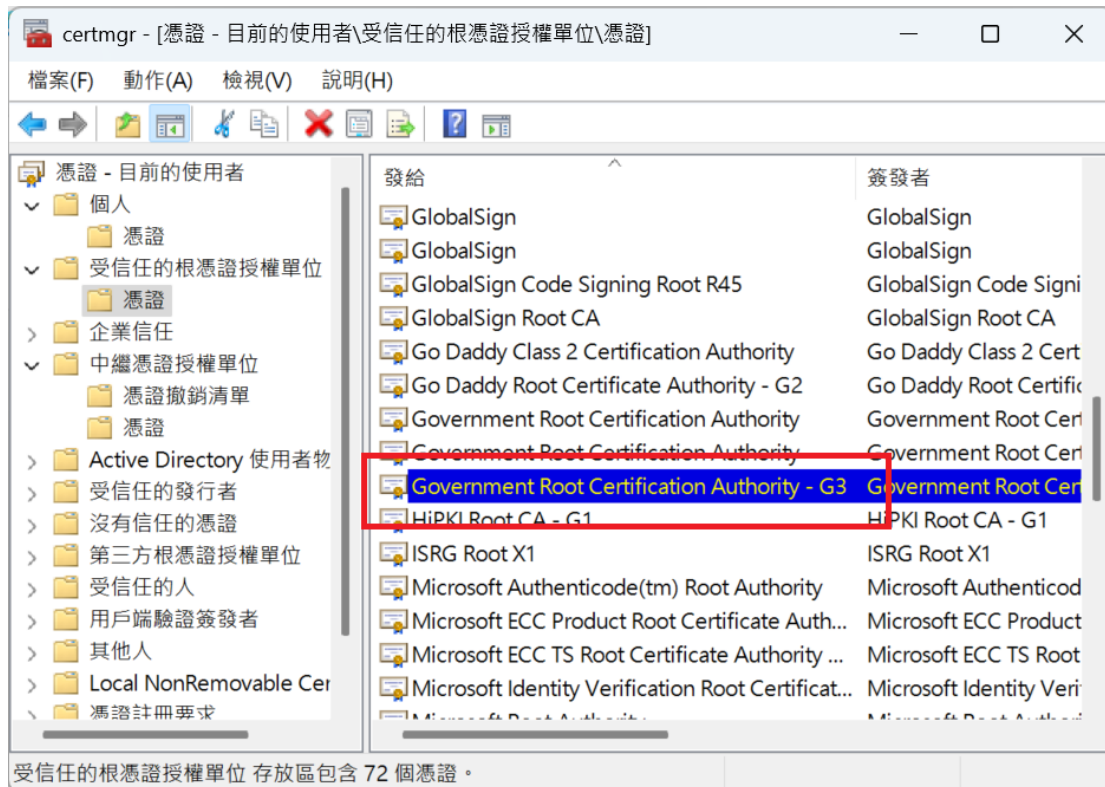 certmgr - [憑證 - 目前的使用者\受信任的根憑證授權單位\憑證]
檔案(F) 動作(A) 檢視(V) 說明(H)
憑證 - 目前的使用者
個人
憑證
受信任的根憑證授權單位
憑證
企業信任
中繼憑證授權單位
憑證撤銷清單
憑證
Active Directory 使用者物
受信任的發行者
沒有信任的憑證
第三方根憑證授權單位
受信任的人
用戶端驗證簽發者
其他人
Local NonRemovable Cer
憑證註冊要求
發給 簽發者
GlobalSign GlobalSign
GlobalSign GlobalSign
GlobalSign Code Signing Root R45 GlobalSign Code Signi
GlobalSign Root CA GlobalSign Root CA
Go Daddy Class 2 Certification Authority Go Daddy Class 2 Cert
Go Daddy Root Certificate Authority - G2 Go Daddy Root Certific
Government Root Certification Authority Government Root Cert
Government Root Certification Authority Government Root Cert
Government Root Certification Authority - G3 Government Root Cert
HiPKI Root CA - G1 HiPKI Root CA - G1
ISRG Root X1 ISRG Root X1
Microsoft Authenticode(tm) Root Authority Microsoft Authenticod
Microsoft ECC Product Root Certificate Auth... Microsoft ECC Product
Microsoft ECC TS Root Certificate Authority ... Microsoft ECC TS Root
Microsoft Identity Verification Root Certificat... Microsoft Identity Veri
Microsoft Root Authority Microsoft Root Authori
受信任的根憑證授權單位 存放區包含 72 個憑證。